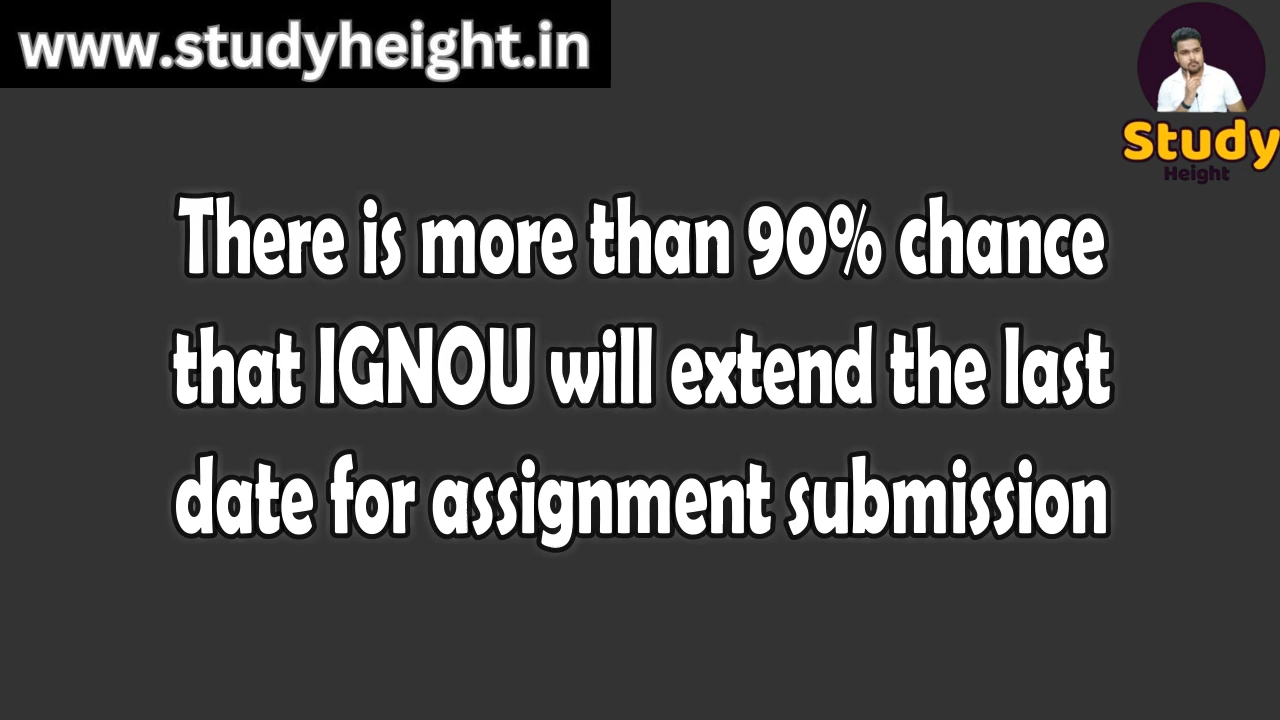 www.studyheight.in
Study
Height
There is more than 90% chance
that IGNOU will extend the last
date for assignment submission